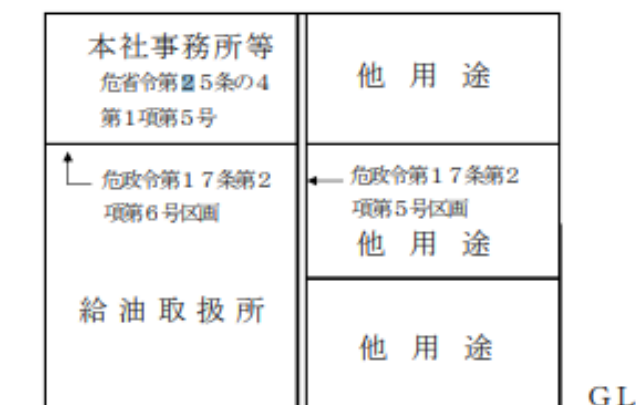 本社事務所等
危省令第25条の4
第1項第5号
他用途
危政令第17条第2
項第6号区画
危政令第17条第2
項第5号区画
他用途
給油取扱所
他用途
GL